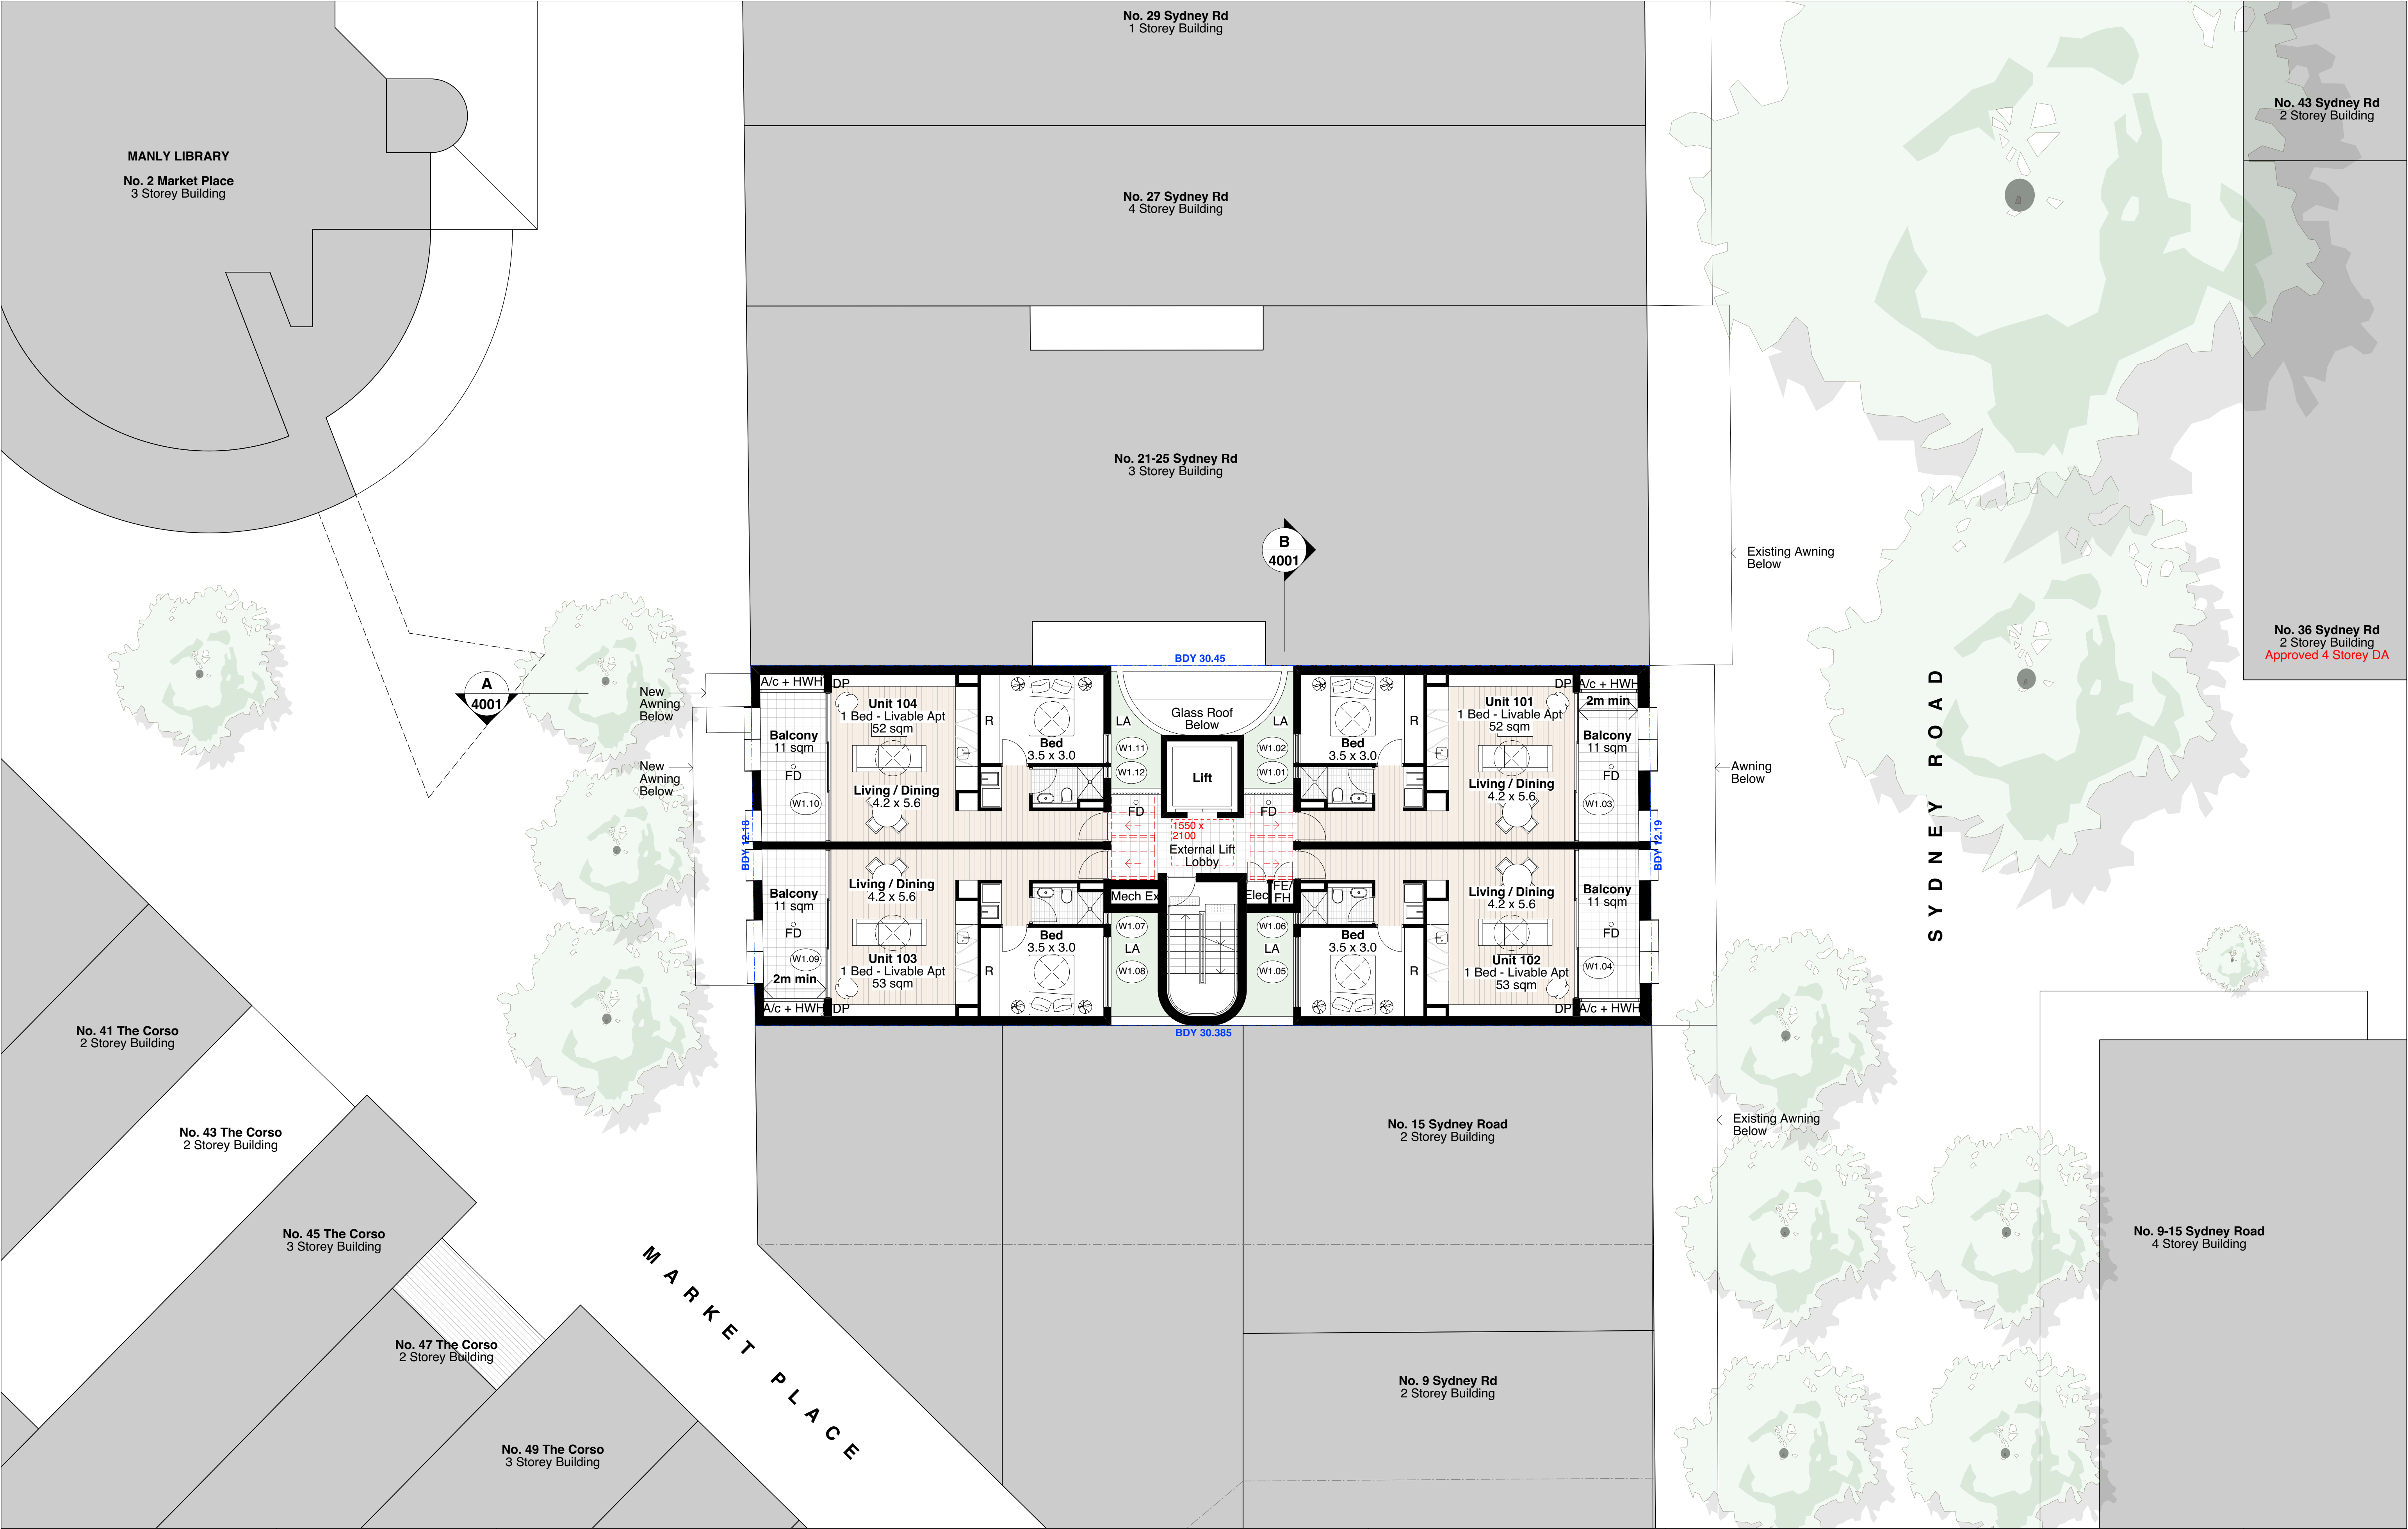 No. 29 Sydney Rd
1 Storey Building
No. 43 Sydney Rd
2 Storey Building
MANLY LIBRARY
No. 2 Market Place
3 Storey Building
No. 27 Sydney Rd
4 Storey Building
No. 21-25 Sydney Rd
3 Storey Building
B
4001
Existing Awning
Below
No. 36 Sydney Rd
2 Storey Building
Approved 4 Storey DA
BDY 30.45
A
4001
New
Awning
Below
New
Awning
Below
A/c + HWH
DP
Unit 104
1 Bed - Livable Apt
52 sqm
Balcony
11 sqm
FD
W1.10
Living / Dining
4.2 x 5.6
R
Bed
3.5 x 3.0
LA
Glass Roof
Below
LA
W1.11
W1.12
W1.02
W1.01
Lift
FD
FD
1550 x
2100
External Lift
Lobby
Bed
3.5 x 3.0
R
Unit 101
1 Bed - Livable Apt
52 sqm
Living / Dining
4.2 x 5.6
DP
A/c + HWH
2m min
Balcony
11 sqm
FD
W1.03
Awning
Below
BDY 12.18
BDY 12.19
SYDNEY ROAD
Balcony
11 sqm
FD
W1.09
2m min
A/c + HWH
DP
Living / Dining
4.2 x 5.6
Unit 103
1 Bed - Livable Apt
53 sqm
R
Bed
3.5 x 3.0
Mech Ex
Elec
FE/
FH
W1.07
LA
W1.08
W1.06
LA
W1.05
Bed
3.5 x 3.0
R
Living / Dining
4.2 x 5.6
Unit 102
1 Bed - Livable Apt
53 sqm
DP
A/c + HWH
Balcony
11 sqm
FD
W1.04
BDY 30.385
No. 41 The Corso
2 Storey Building
No. 43 The Corso
2 Storey Building
No. 45 The Corso
3 Storey Building
No. 47 The Corso
2 Storey Building
No. 49 The Corso
3 Storey Building
MARKET PLACE
No. 15 Sydney Road
2 Storey Building
Existing Awning
Below
No. 9-15 Sydney Road
4 Storey Building
No. 9 Sydney Rd
2 Storey Building